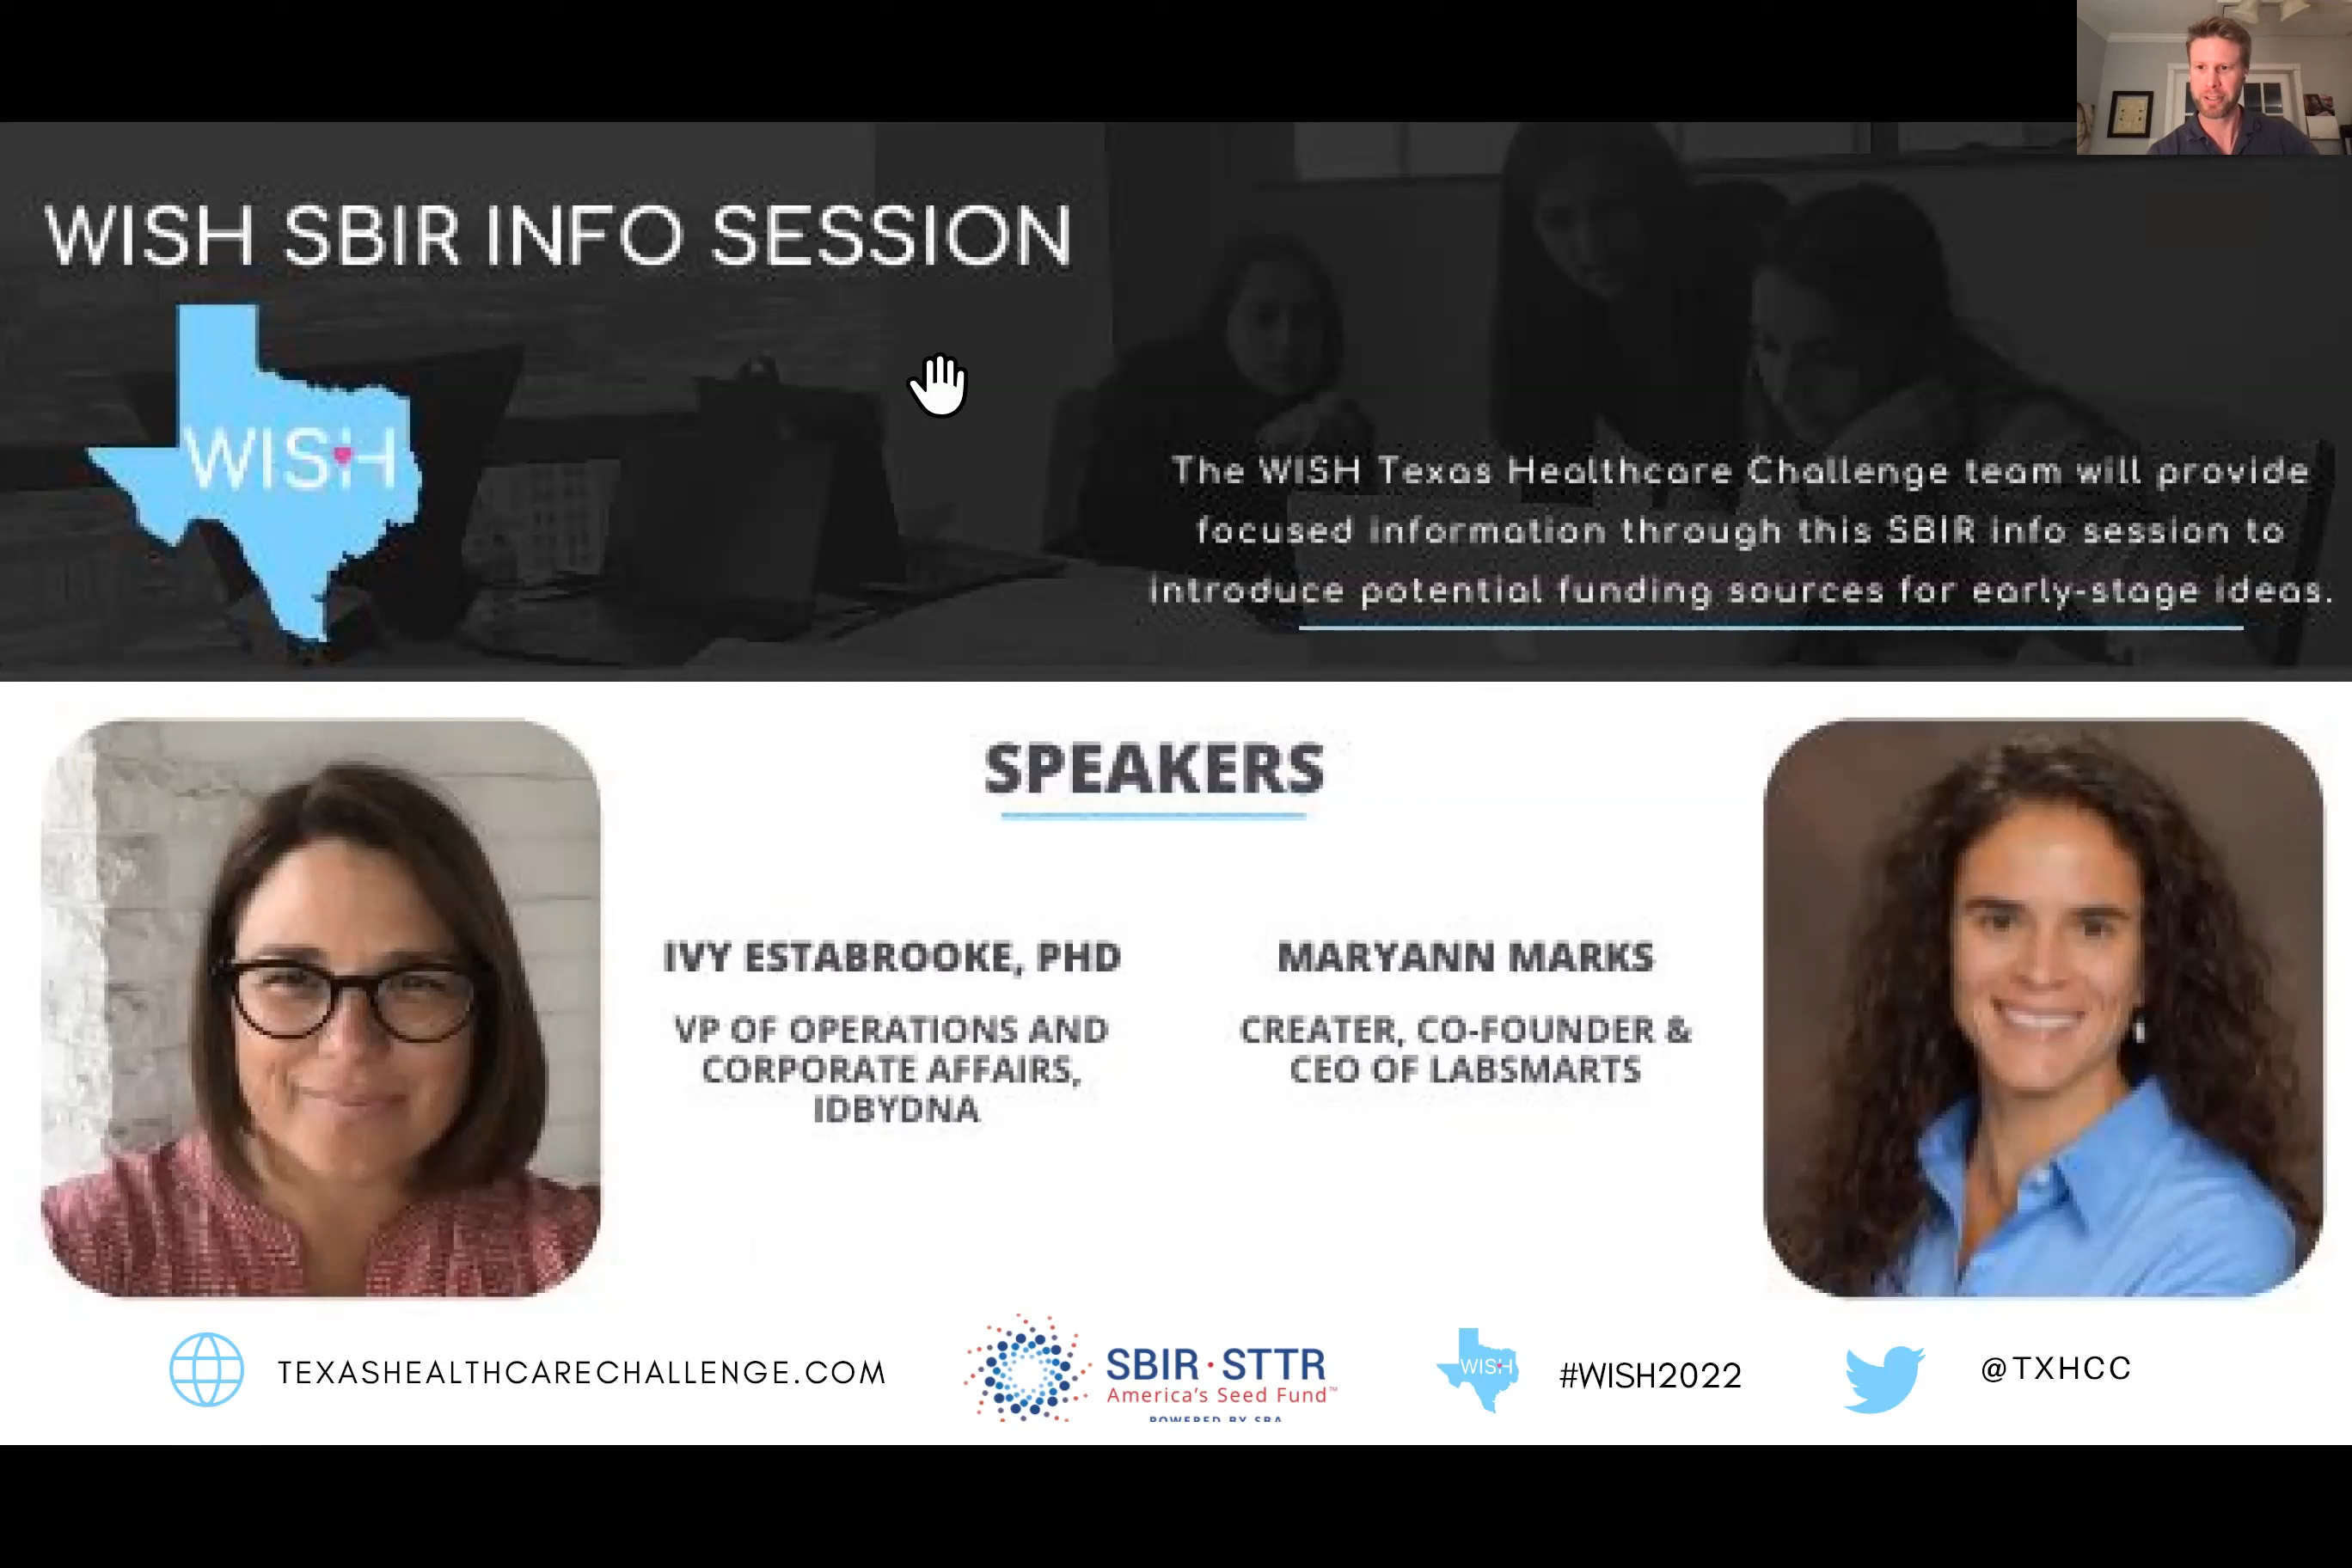 WISH SBIR INFO SESSION
WISH
The WISH Texas Healthcare Challenge team will provide
focused information through this SBIR info session to
introduce potential funding sources for early-stage ideas.
SPEAKERS
IVY ESTABROOKE, PHD
VP OF OPERATIONS AND
CORPORATE AFFAIRS,
IDBYDNA
MARYANN MARKS
CREATER, CO-FOUNDER &
CEO OF LABSMARTS
TEXASHEALTHCARECHALLENGE.COM
SBIR·STTR
America's Seed Fund™
POWERED BY SBA
WISH
#WISH2022
@TXHCC